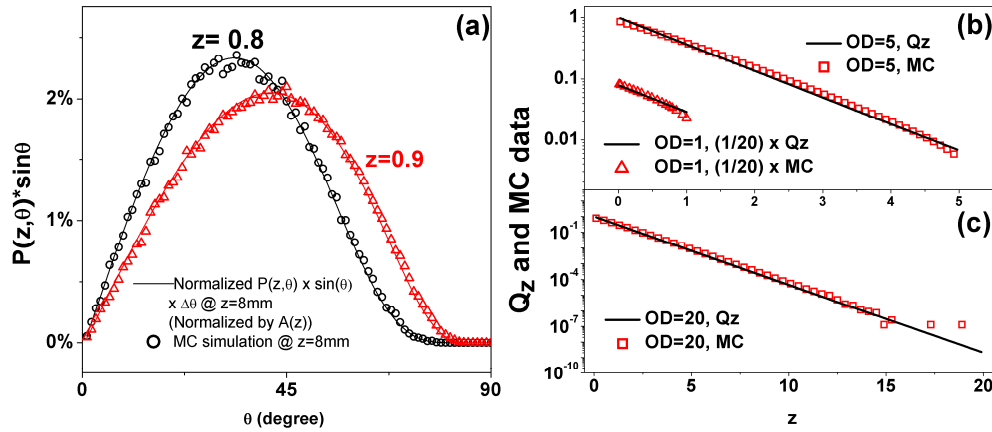 (a)
z= 0.8
z=0.9
P(z,θ)*sinθ
2%
1%
0%
Normalized P(z,θ) x sin(θ)
x Δθ @ z=8mm
(Normalized by A(z))
MC simulation @ z=8mm
0
45
90
θ (degree)
(b)
Qz and MC data
1
0.1
0.01
OD=5, Qz
OD=5, MC
OD=1, (1/20) x Qz
OD=1, (1/20) x MC
0 1 2 3 4 5
(c)
10-1
10-4
10-7
10-10
OD=20, Qz
OD=20, MC
0 5 10 15 20
z